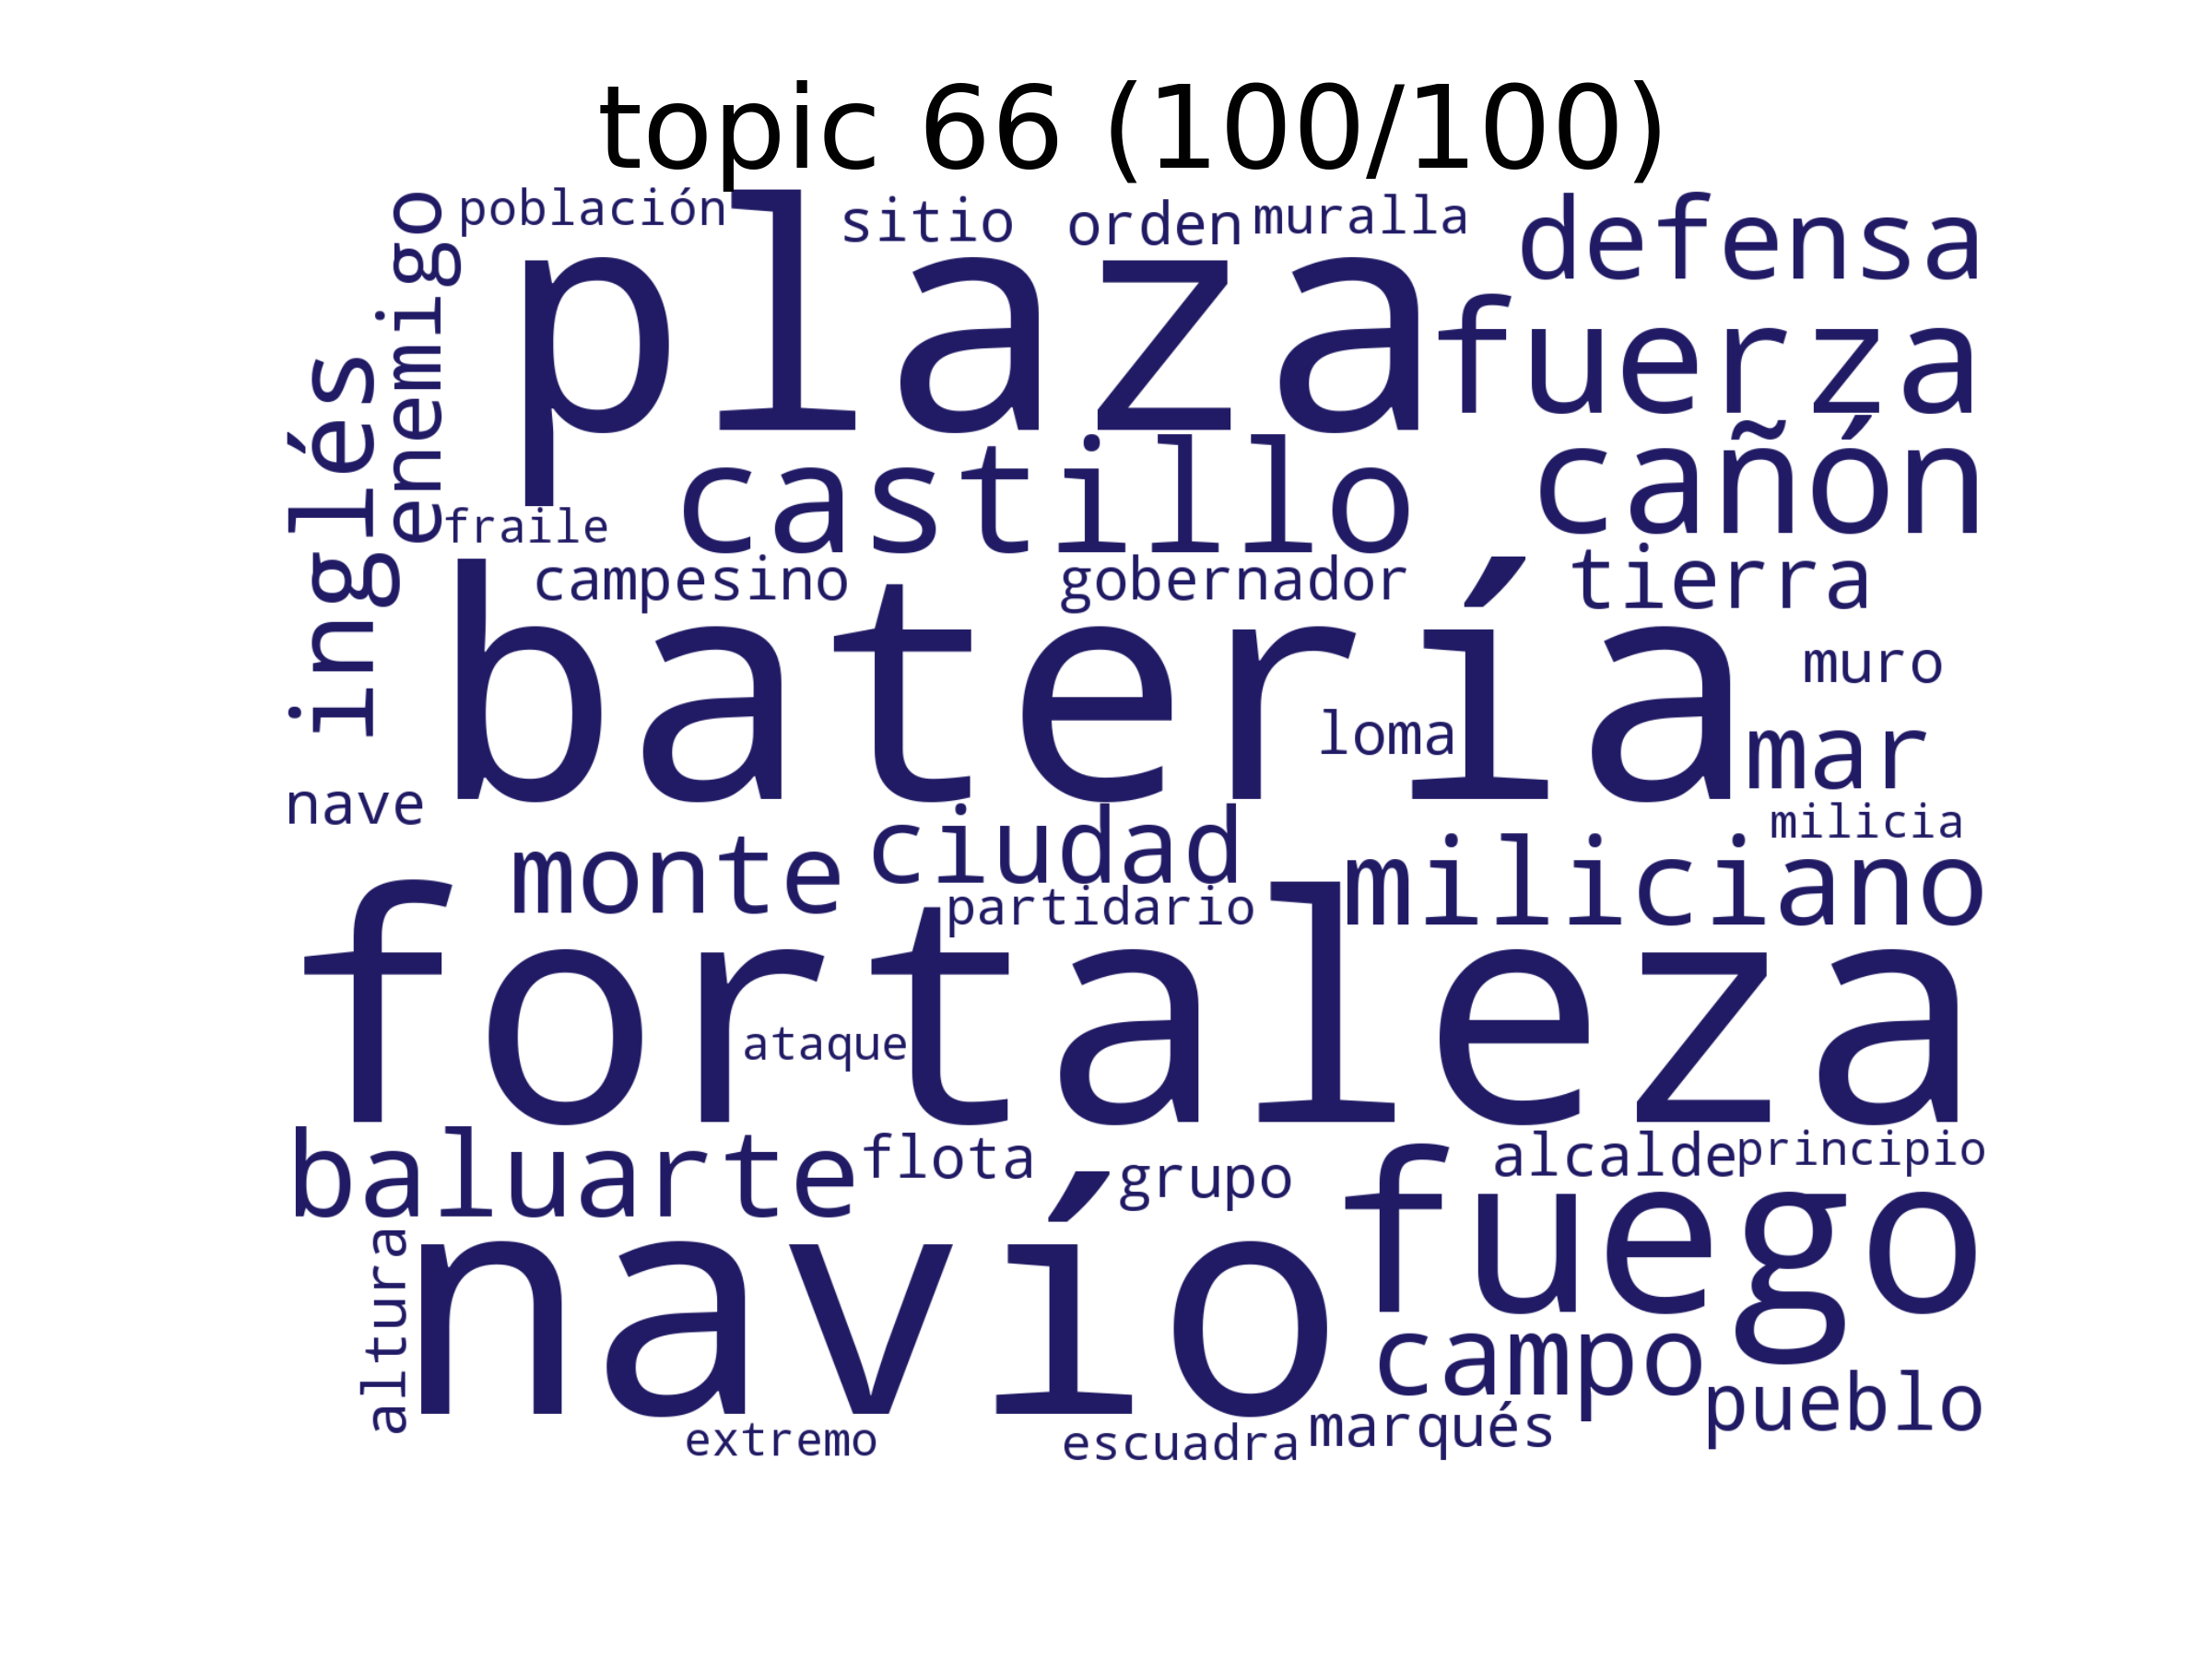 topic 66 (100/100)
población
sitio
orden
muralla
defensa
enemigo
plaza
fuerza
inglés
castillo
cañón
fraile
campesino
gobernador
tierra
batería
muro
loma
mar
nave
milicia
monte
ciudad
miliciano
partidario
fortaleza
ataque
baluarte
flota
grupo
alcalde
principio
fuego
altura
navío
campo
pueblo
extremo
escuadra
marqués